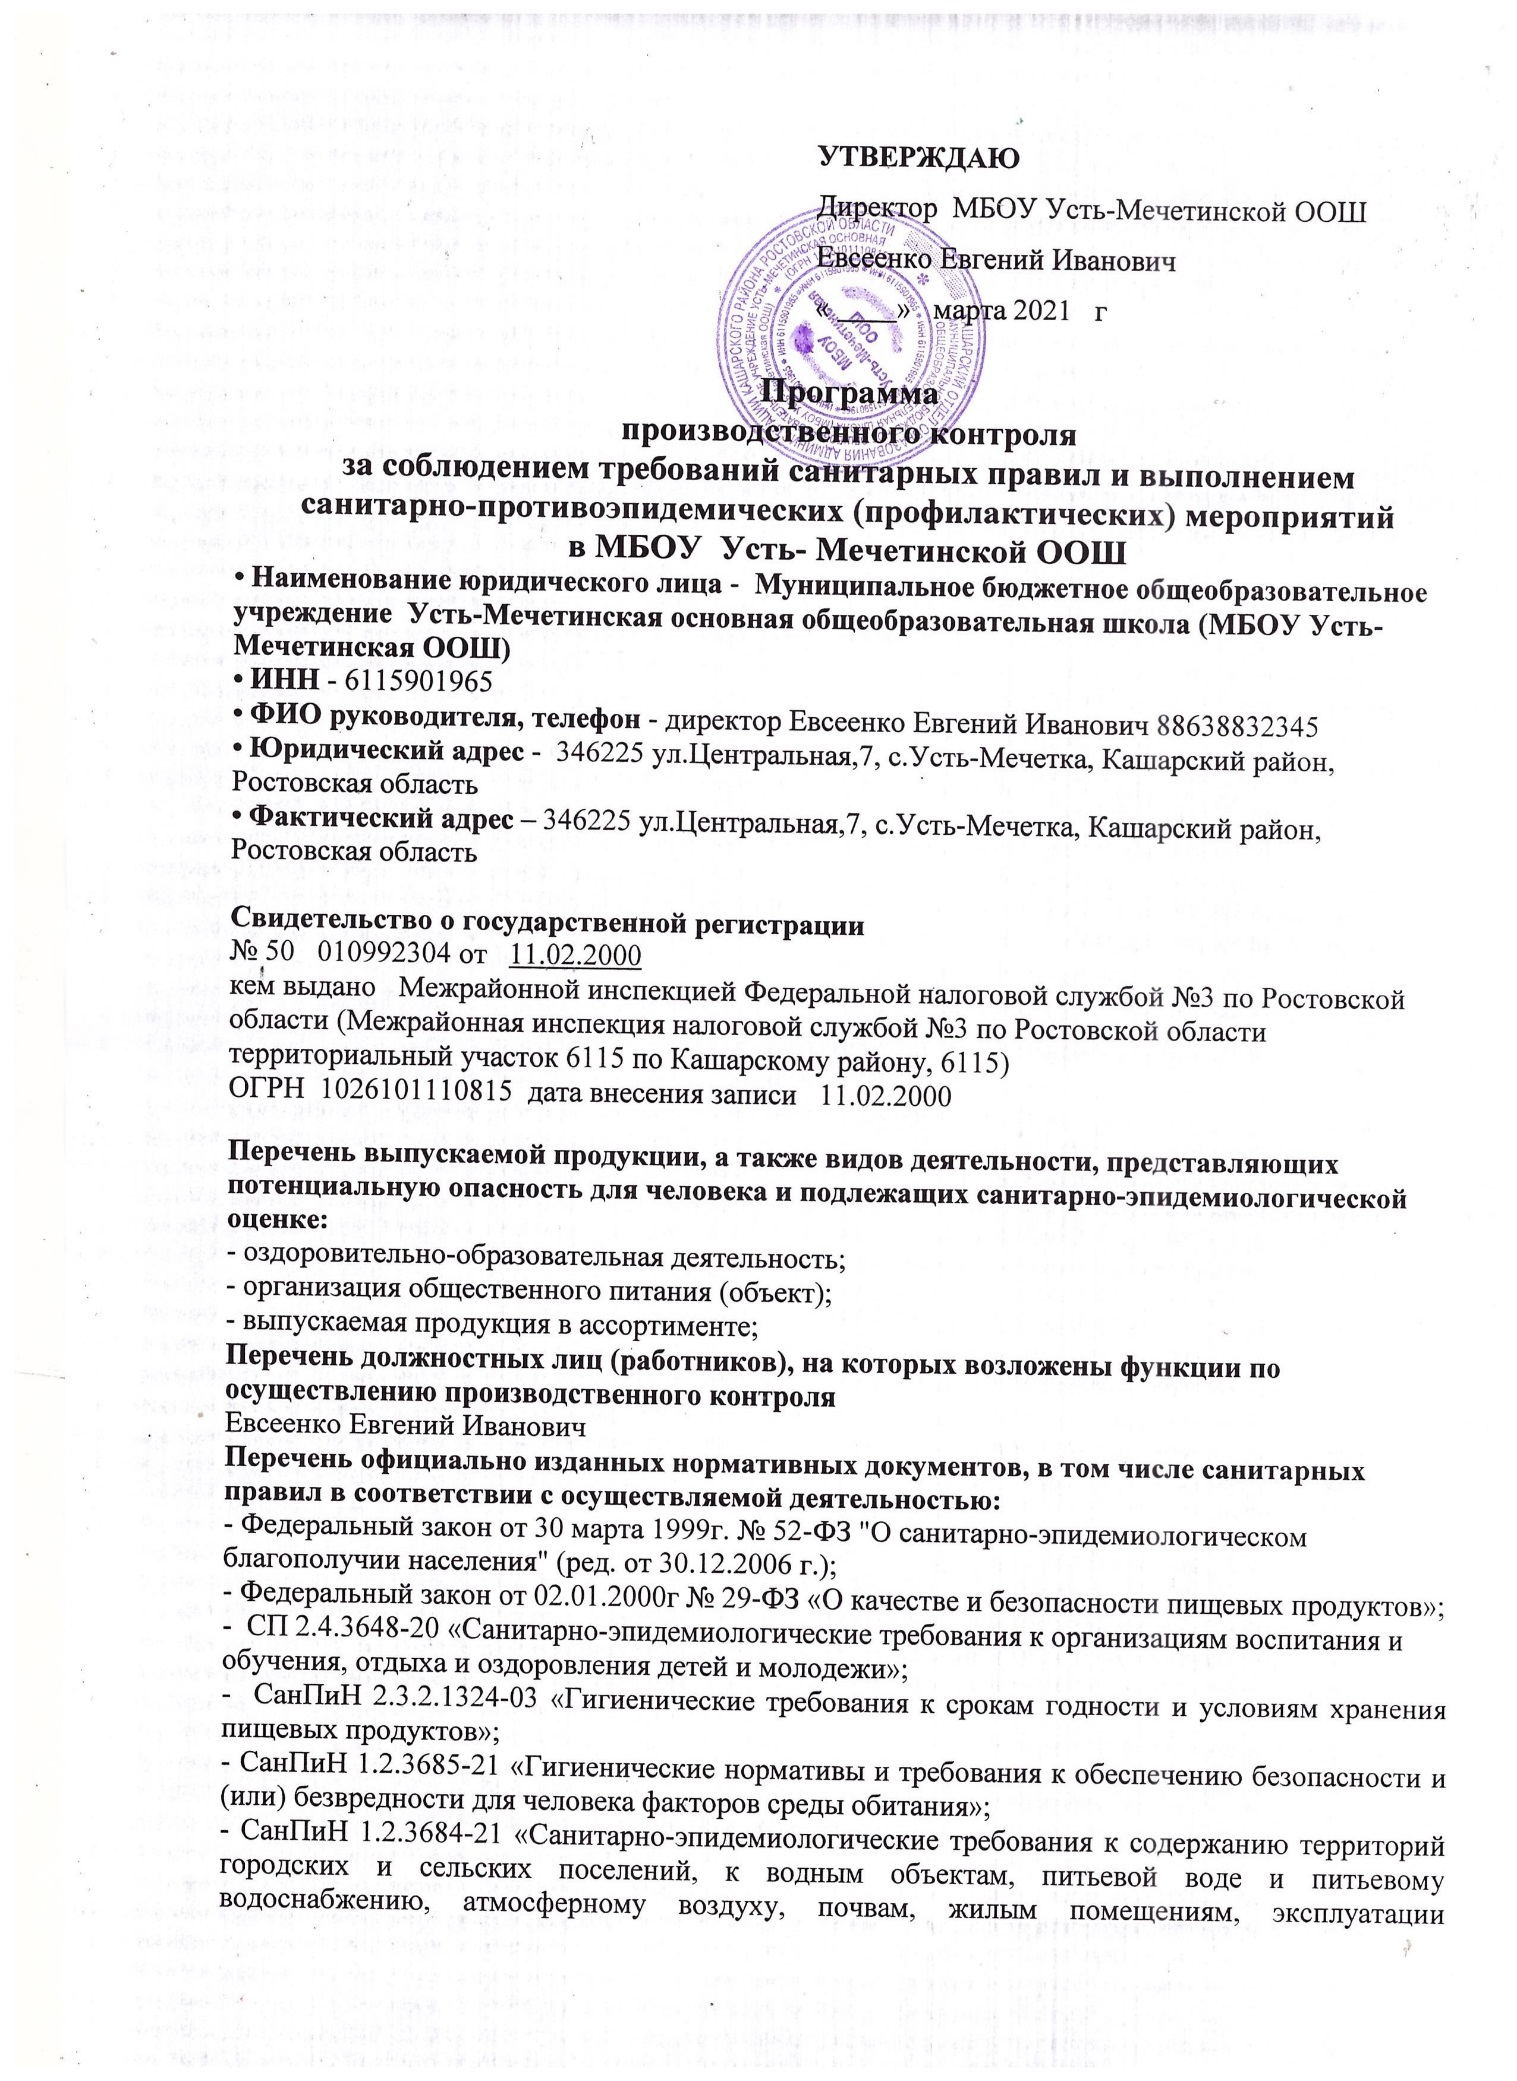 УТВЕРЖДАЮ
Директор МБОУ Усть-Мечетинской ООШ
Евсеенко Евгений Иванович
«____» марта 2021 г
МБОУ
Усть-Мечетинская
ООШ
Программа
производственного контроля
за соблюдением требований санитарных правил и выполнением
санитарно-противоэпидемических (профилактических) мероприятий
в МБОУ Усть- Мечетинской ООШ
• Наименование юридического лица - Муниципальное бюджетное общеобразовательное
учреждение Усть-Мечетинская основная общеобразовательная школа (МБОУ Усть-
Мечетинская ООШ)
• ИНН - 6115901965
• ФИО руководителя, телефон - директор Евсеенко Евгений Иванович 88638832345
• Юридический адрес - 346225 ул.Центральная,7, с.Усть-Мечетка, Кашарский район,
Ростовская область
• Фактический адрес – 346225 ул.Центральная,7, с.Усть-Мечетка, Кашарский район,
Ростовская область
Свидетельство о государственной регистрации
№ 50 010992304 от 11.02.2000
кем выдано Межрайонной инспекцией Федеральной налоговой службой №3 по Ростовской
области (Межрайонная инспекция налоговой службой №3 по Ростовской области
территориальный участок 6115 по Кашарскому району, 6115)
ОГРН 1026101110815 дата внесения записи 11.02.2000
Перечень выпускаемой продукции, а также видов деятельности, представляющих
потенциальную опасность для человека и подлежащих санитарно-эпидемиологической
оценке:
- оздоровительно-образовательная деятельность;
- организация общественного питания (объект);
- выпускаемая продукция в ассортименте;
Перечень должностных лиц (работников), на которых возложены функции по
осуществлению производственного контроля
Евсеенко Евгений Иванович
Перечень официально изданных нормативных документов, в том числе санитарных
правил в соответствии с осуществляемой деятельностью:
- Федеральный закон от 30 марта 1999г. № 52-ФЗ "О санитарно-эпидемиологическом
благополучии населения" (ред. от 30.12.2006 г.);
- Федеральный закон от 02.01.2000г № 29-ФЗ «О качестве и безопасности пищевых продуктов»;
- СП 2.4.3648-20 «Санитарно-эпидемиологические требования к организациям воспитания и
обучения, отдыха и оздоровления детей и молодежи»;
- СанПиН 2.3.2.1324-03 «Гигиенические требования к срокам годности и условиям хранения
пищевых продуктов»;
- СанПиН 1.2.3685-21 «Гигиенические нормативы и требования к обеспечению безопасности и
(или) безвредности для человека факторов среды обитания»;
- СанПиН 1.2.3684-21 «Санитарно-эпидемиологические требования к содержанию территорий
городских и сельских поселений, к водным объектам, питьевой воде и питьевому
водоснабжению, атмосферному воздуху, почвам, жилым помещениям, эксплуатации